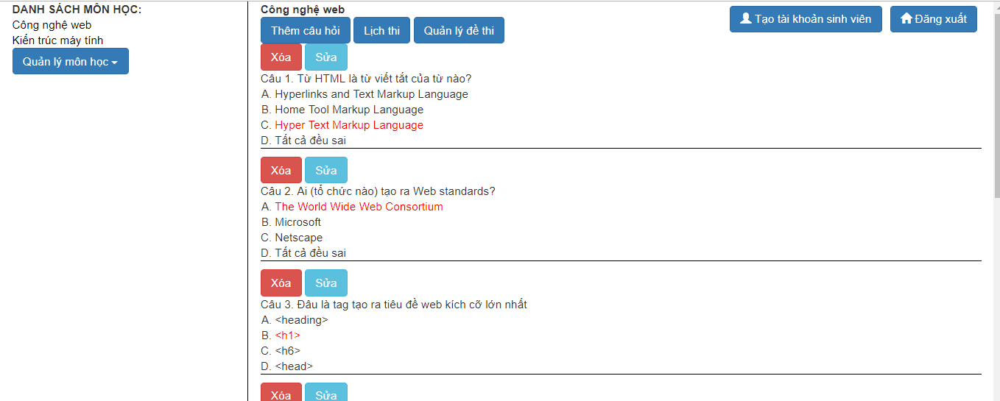 DANH SÁCH MÔN HỌC:
Công nghệ web
Kiến trúc máy tính
Quản lý môn học
Công nghệ web
Tạo tài khoản sinh viên
Đăng xuất
Thêm câu hỏi
Lịch thi
Quản lý đề thi
Xóa
Sửa
Câu 1. Từ HTML là từ viết tắt của từ nào?
A. Hyperlinks and Text Markup Language
B. Home Tool Markup Language
C. Hyper Text Markup Language
D. Tất cả đều sai
Xóa
Sửa
Câu 2. Ai (tổ chức nào) tạo ra Web standards?
A. The World Wide Web Consortium
B. Microsoft
C. Netscape
D. Tất cả đều sai
Xóa
Sửa
Câu 3. Đâu là tag tạo ra tiêu đề web kích cỡ lớn nhất
A. <heading>
B. <h1>
C. <h6>
D. <head>
Xóa
Sửa